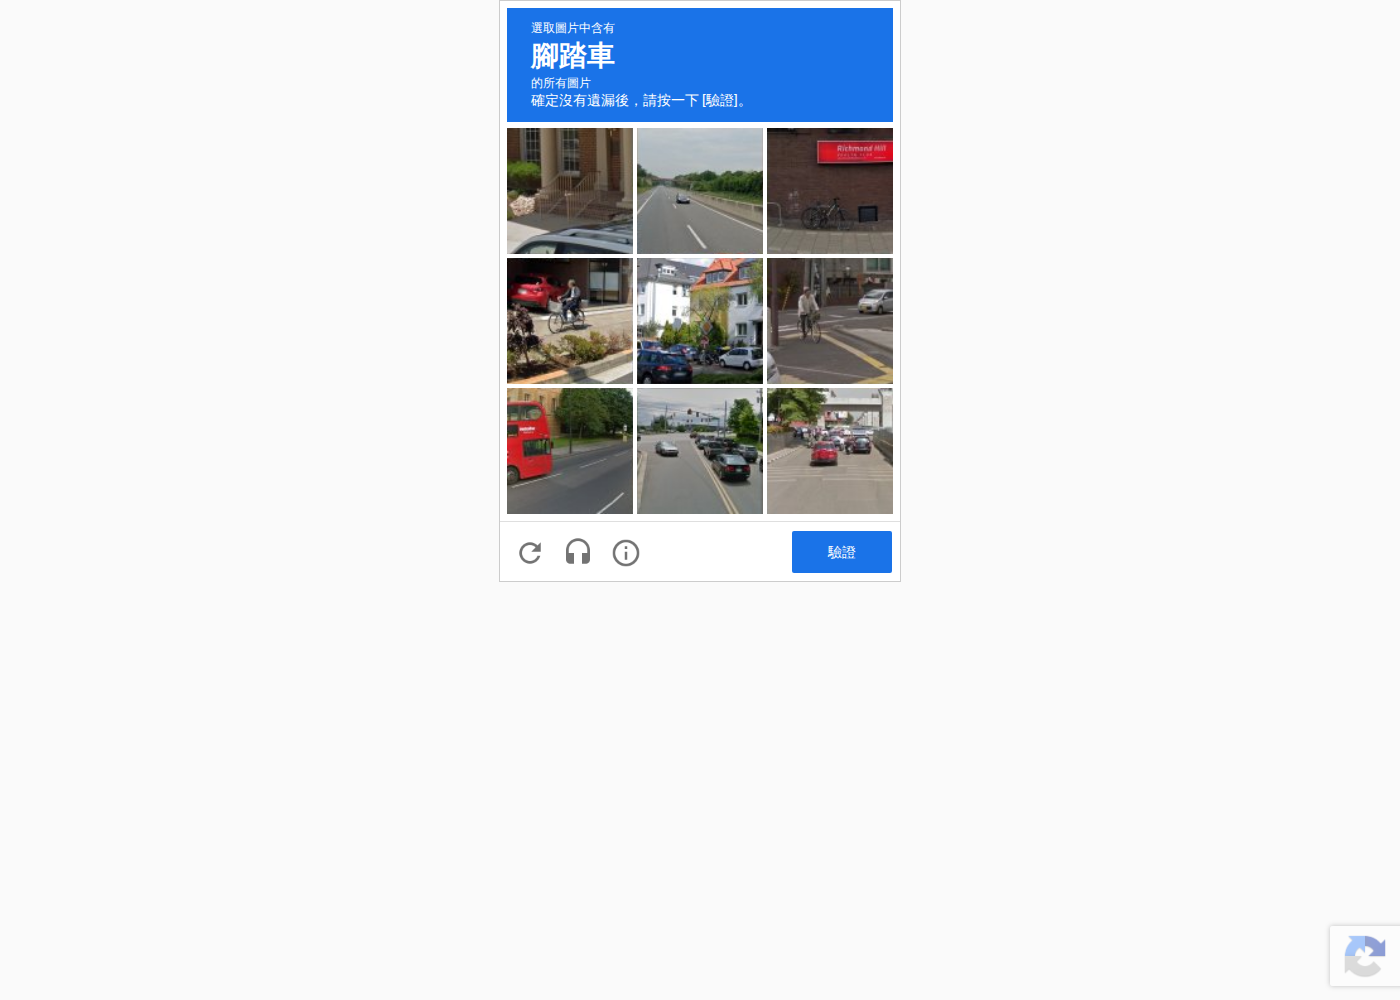 選取圖片中含有
腳踏車
的所有圖片
確定沒有遺漏後，請按一下 [驗證]。
Richmond Hill
驗證